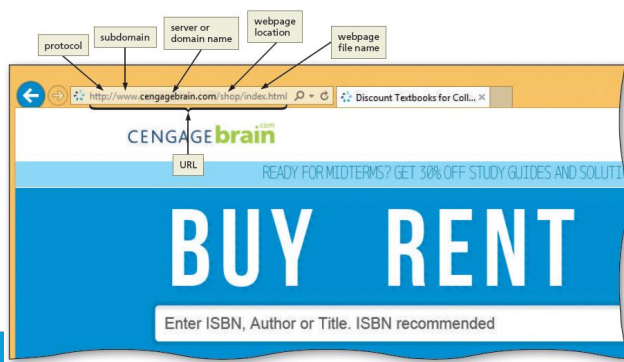 protocol
subdomain
server or
domain name
webpage
location
webpage
file name
http://www.cengagebrain.com/shop/index.html
Discount Textbooks for Coll...
CENGAGEbrain
.com
URL
READY FOR MIDTERMS? GET 30% OFF STUDY GUIDES AND
BUY RENT
Enter ISBN, Author or Title. ISBN recommended